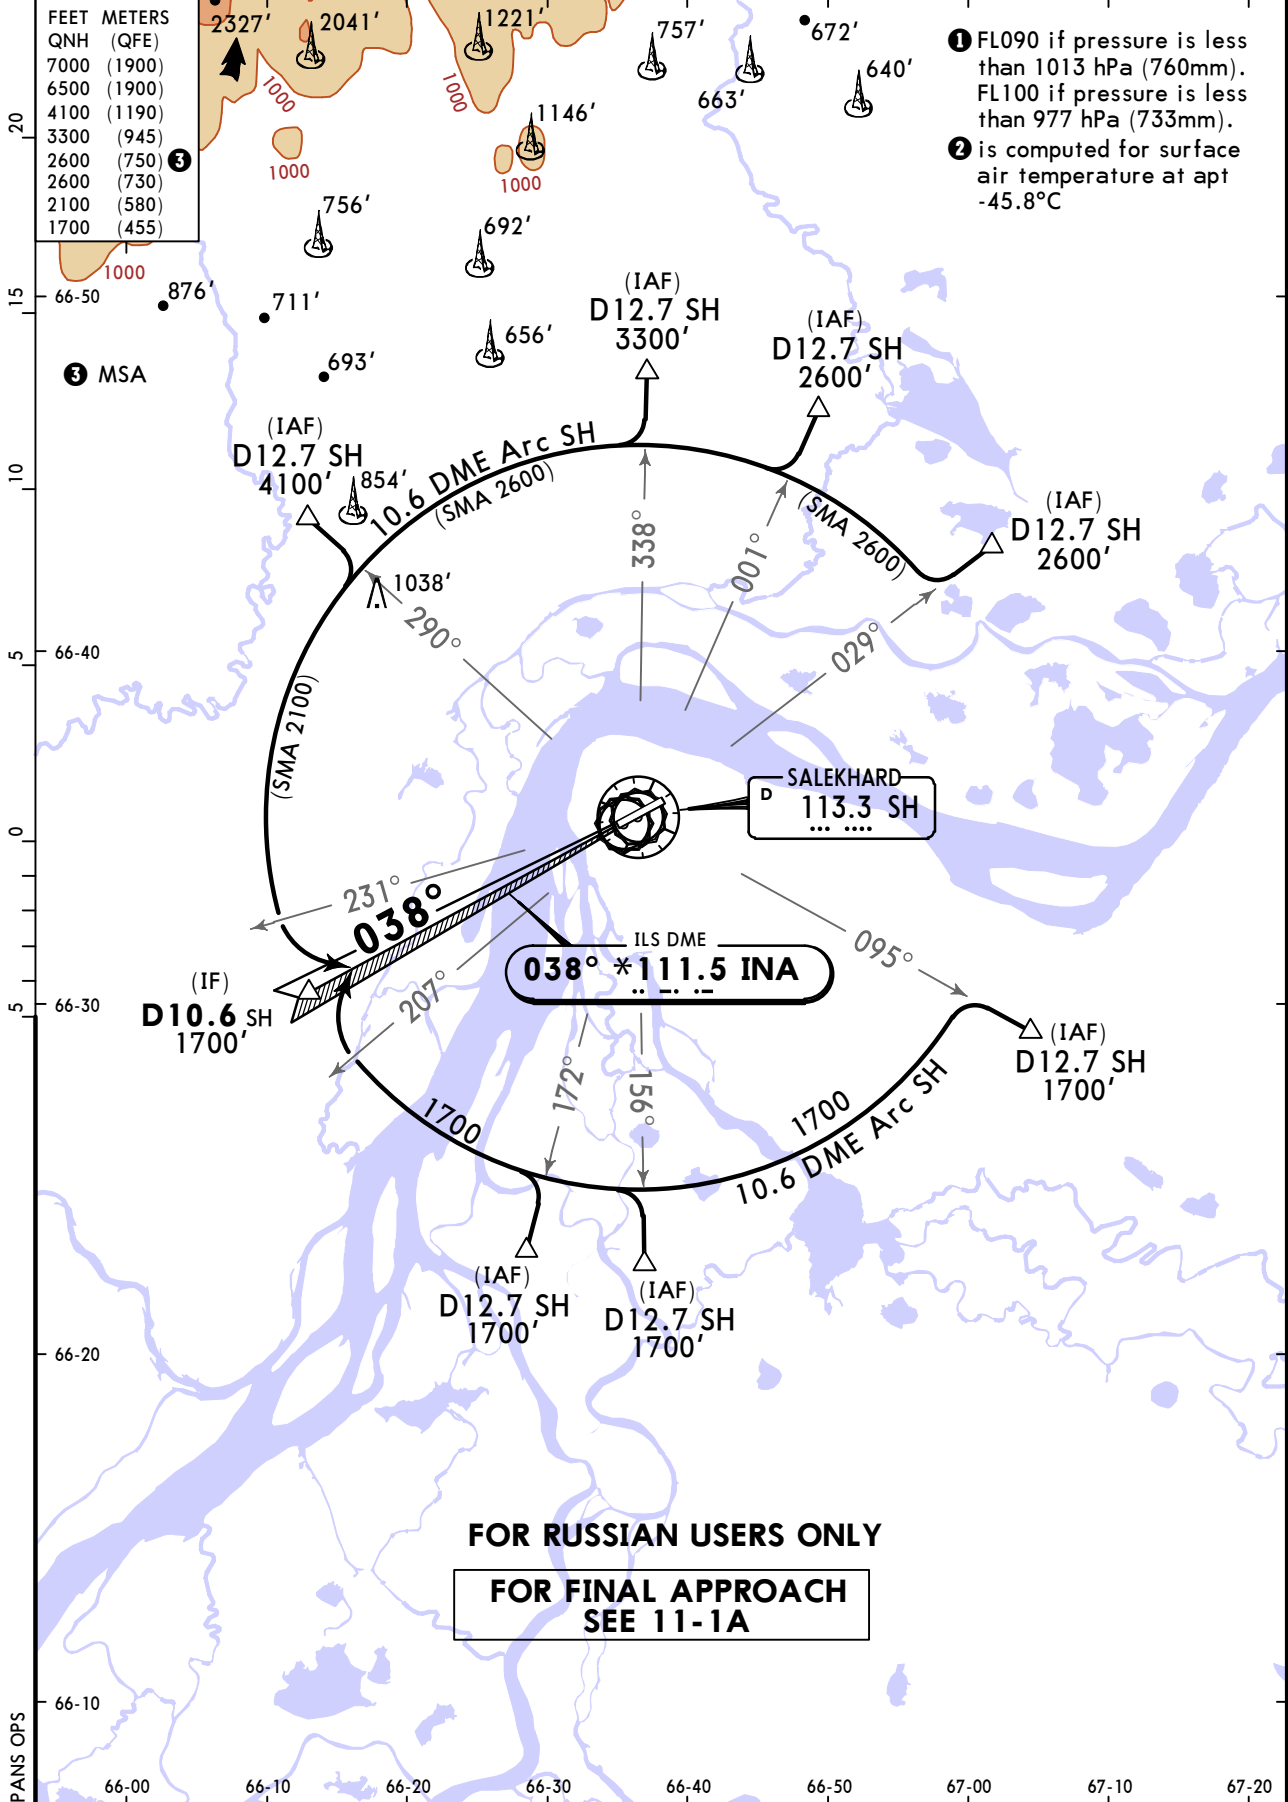 FEET METERS
QNH (QFE)
7000 (1900)
6500 (1900)
4100 (1190)
3300 (945)
2600 (750) 3
2600 (730)
2100 (580)
1700 (455)
2327'
2041'
1221'
757'
672'
663'
640'
1000
1000
1146'
1000
1000
1 FL090 if pressure is less
than 1013 hPa (760mm).
FL100 if pressure is less
than 977 hPa (733mm).
2 is computed for surface
air temperature at apt
-45.8°C
756'
692'
1000
876'
711'
656'
693'
3 MSA
(IAF)
D12.7 SH
3300'
(IAF)
D12.7 SH
2600'
(IAF)
D12.7 SH
4100'
854'
1038'
10.6 DME Arc SH
(SMA 2600)
(SMA 2600)
(IAF)
D12.7 SH
2600'
338°
001°
029°
290°
(SMA 2100)
SALEKHARD
D 113.3 SH
231°
038°
207°
ILS DME
038° *111.5 INA
095°
(IF)
D10.6 SH
1700'
(IAF)
D12.7 SH
1700'
172°
156°
1700
1700
10.6 DME Arc SH
(IAF)
D12.7 SH
1700'
(IAF)
D12.7 SH
1700'
FOR RUSSIAN USERS ONLY
FOR FINAL APPROACH
SEE 11-1A
20
15
10
5
0
5
66-50
66-40
66-30
66-20
66-10
PANS OPS
66-00 66-10 66-20 66-30 66-40 66-50 67-00 67-10 67-20